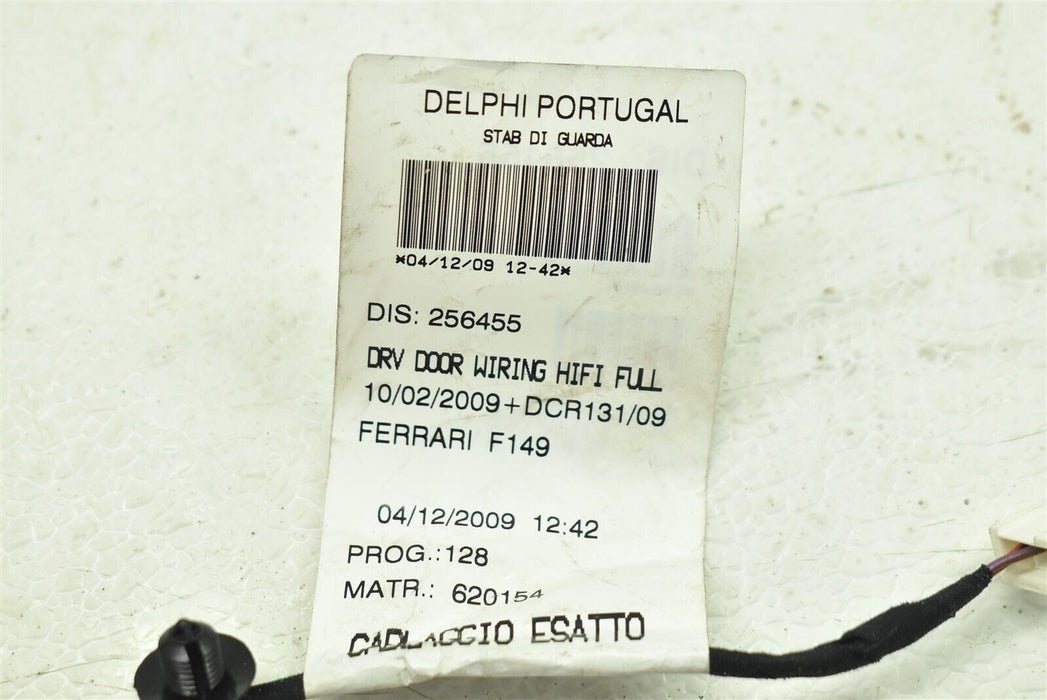 DELPHI PORTUGAL
STAB DI GUARDA
*04/12/09 12-42*
DIS: 256455
DRV DOOR WIRING HIFI FULL
10/02/2009+DCR131/09
FERRARI F149
04/12/2009 12:42
PROG.:128
MATR.: 620154
ESATTO